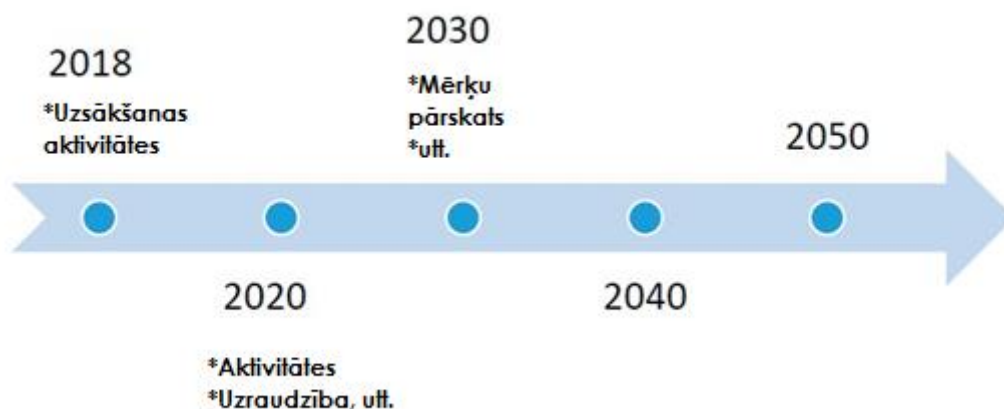 2018
*Uzsākšanas
aktivitātes
2020
*Aktivitātes
*Uzraudzība, utt.
2030
*Mērķu
pārskats
*utt.
2040
2050